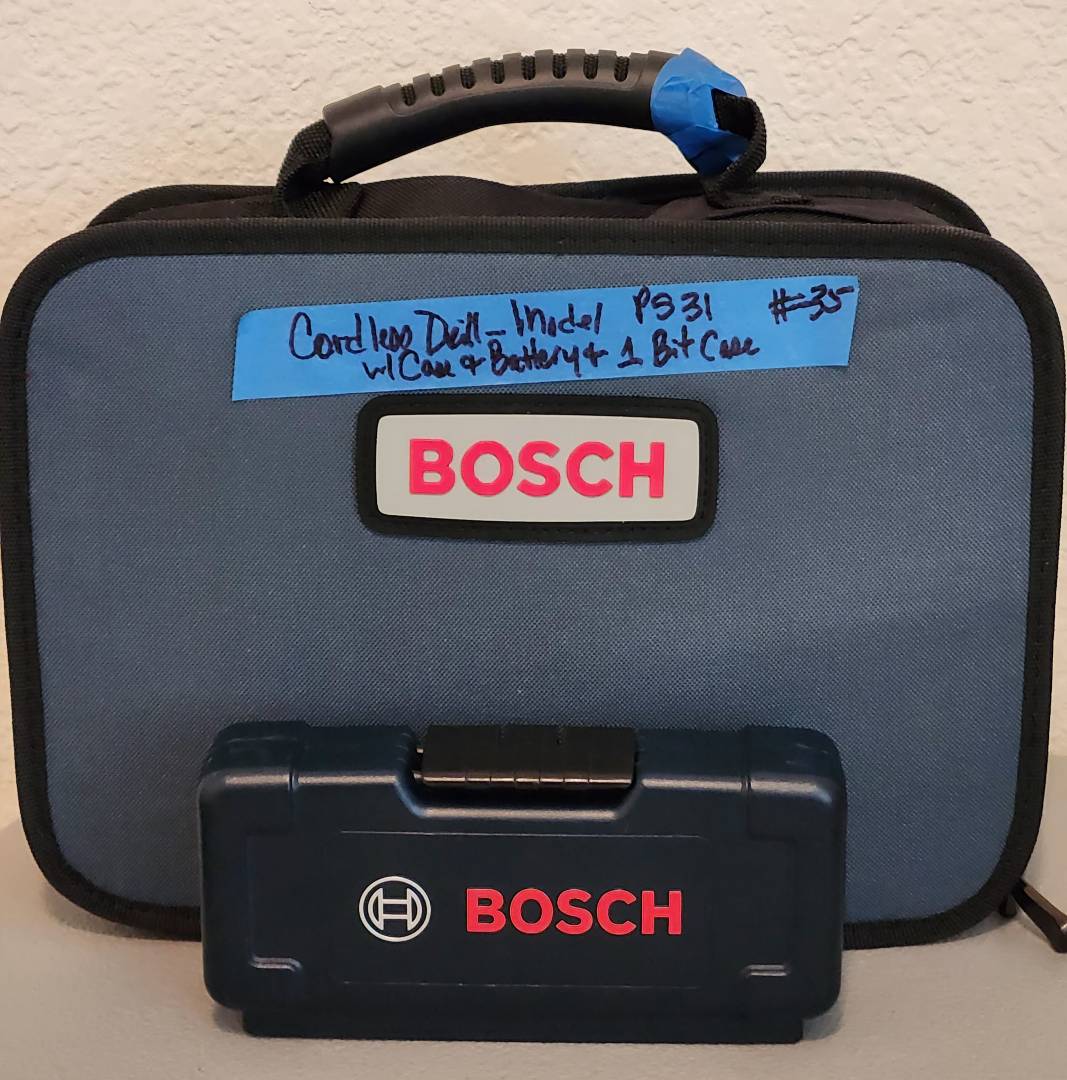 Cordless Drill - Model PS31 #35
w/ Case & Battery & 1 Bit Case
BOSCH
BOSCH